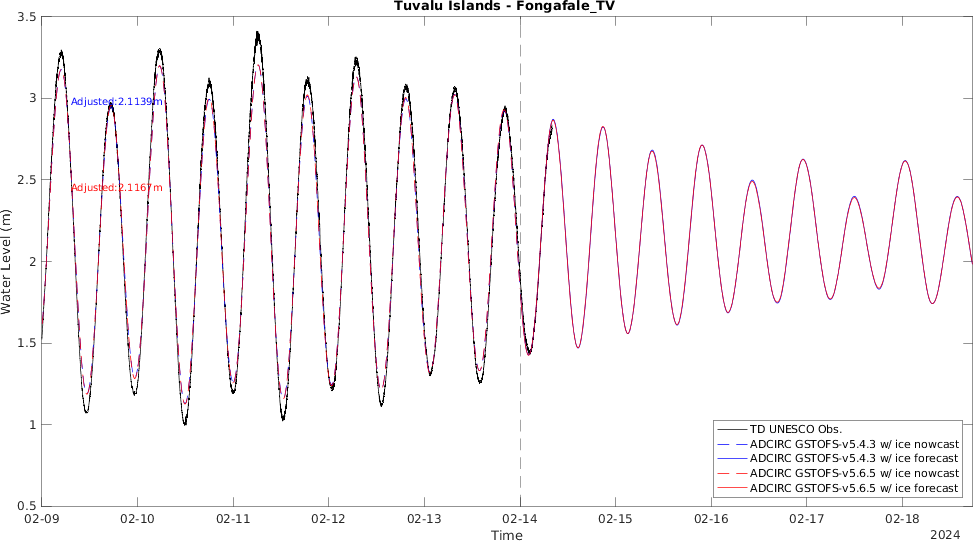 Tuvalu Islands - Fongafale_TV
3.5
3
2.5
2
1.5
1
0.5
Water Level (m)
Adjusted:2.1139m
Adjusted:2.1167m
TD UNESCO Obs.
ADCIRC GSTOFS-v5.4.3 w/ ice nowcast
ADCIRC GSTOFS-v5.4.3 w/ ice forecast
ADCIRC GSTOFS-v5.6.5 w/ ice nowcast
ADCIRC GSTOFS-v5.6.5 w/ ice forecast
02-09 02-10 02-11 02-12 02-13 02-14 02-15 02-16 02-17 02-18
Time
2024